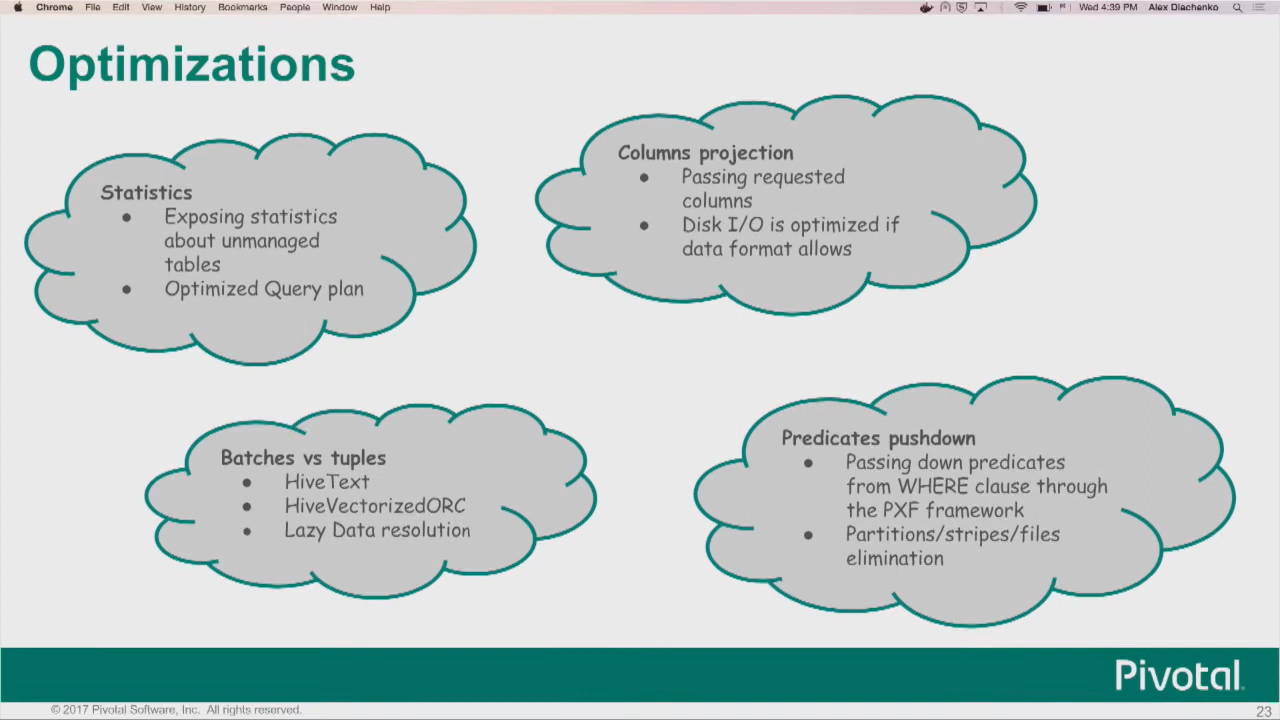 Chrome File Edit View History Bookmarks People Window Help Wed 4:39 PM Alex Diachenko
Optimizations
Statistics
● Exposing statistics
about unmanaged
tables
● Optimized Query plan
Columns projection
● Passing requested
columns
● Disk I/O is optimized if
data format allows
Batches vs tuples
● HiveText
● HiveVectorizedORC
● Lazy Data resolution
Predicates pushdown
● Passing down predicates
from WHERE clause through
the PXF framework
● Partitions/stripes/files
elimination
Pivotal
© 2017 Pivotal Software, Inc. All rights reserved.
23